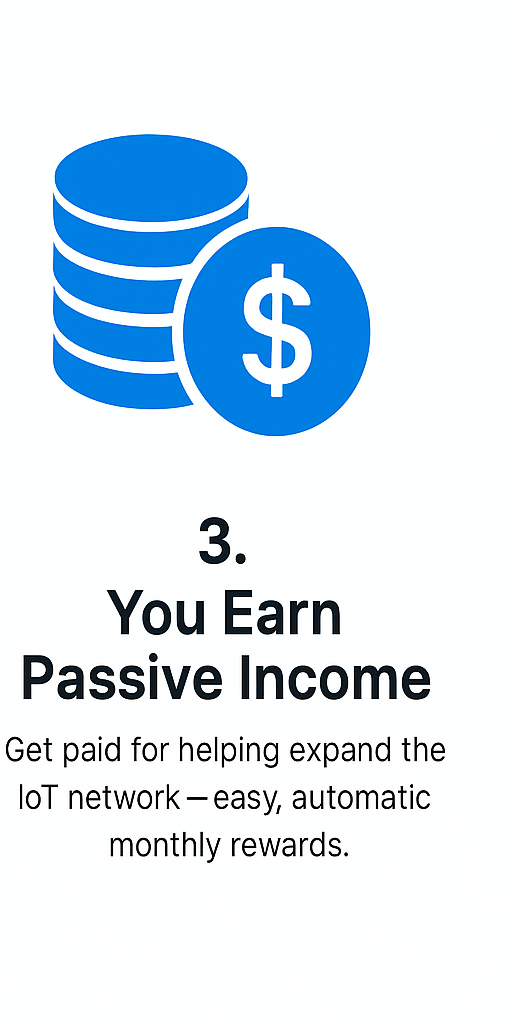 $
3.
You Earn
Passive Income
Get paid for helping expand the
IoT network — easy, automatic
monthly rewards.